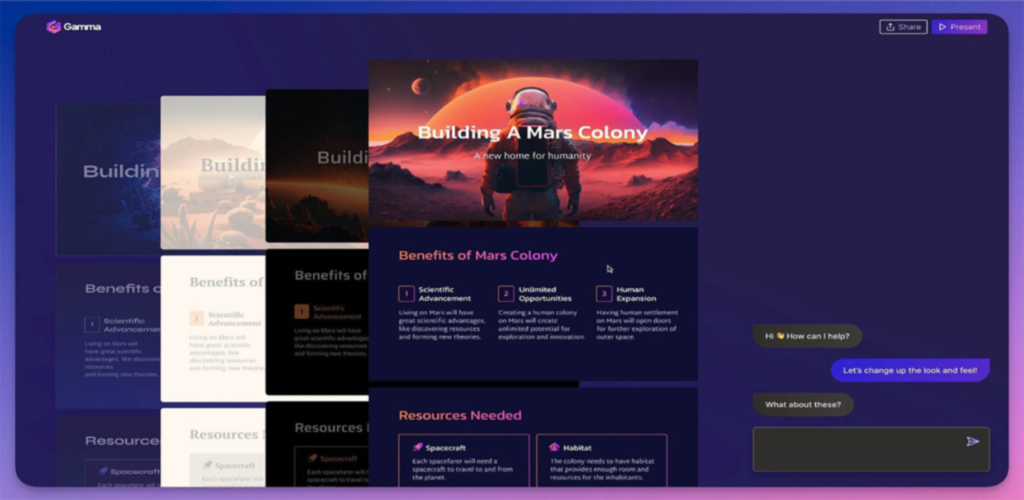 Gamma
Share
Present
Building
Buildin
Buildi
Building A Mars Colony
A new home for humanity
Benefits o
1
Scientific
Advancemen
Living on Mars will
have great scientific
advantages, like
discovering
resources
and forming new theories.
Resource
Spacecraft
Benefits of
1
Scientific
Advancement
Living on Mars will
have great scientific
advantages, like
discovering resources
and forming new theories.
Resources
Spacecraft
Benefits of
1
Scientific
Advancement
Living on Mars will have
great scientific advantages,
like discovering resources
and forming new theories.
Resources
Spacecraft
Each spacefarer will
spacecraft to travel to
Benefits of Mars Colony
1
Scientific
Advancement
Living on Mars will have
great scientific advantages,
like discovering resources
and forming new theories.
2
Unlimited
Opportunities
Creating a human colony
on Mars will create
unlimited potential for
exploration and innovation.
3
Human
Expansion
Having human settlement
on Mars will open doors
for further exploration of
outer space.
Resources Needed
Spacecraft
Each spacefarer will need a
spacecraft to travel to and from
the planet.
Habitat
The colony needs to have habitat
that provides enough room and
resources for the inhabitants.
Hi 👋 How can I help?
Let's change up the look and feel!
What about these?